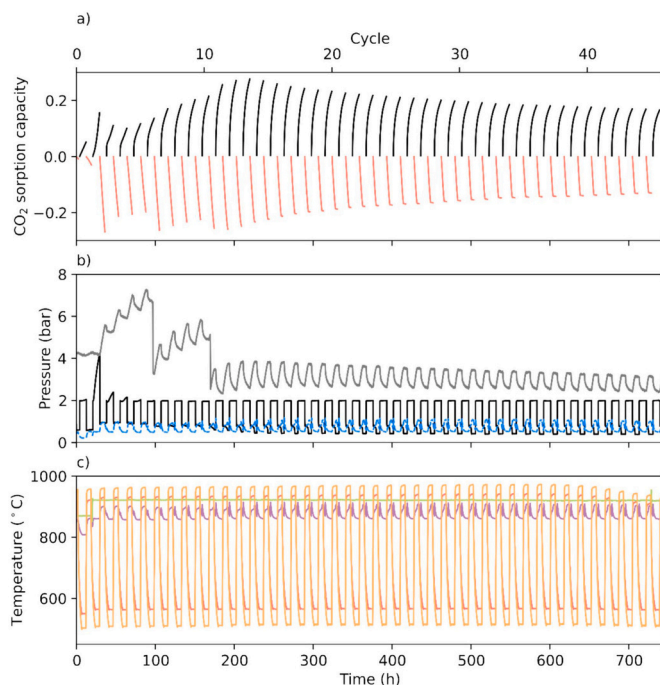 a)
Cycle
0 10 20 30 40
CO₂ sorption capacity
0.2
0.0
−0.2
b)
Pressure (bar)
8
6
4
2
0
c)
Temperature (°C)
1000
800
600
0 100 200 300 400 500 600 700
Time (h)